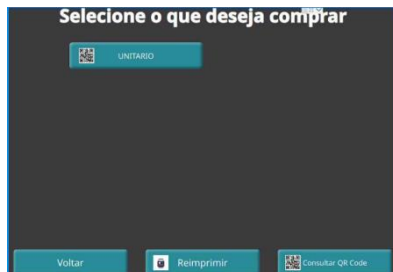 Selecione o que deseja comprar
UNITARIO
Voltar
Reimprimir
Consultar QR Code